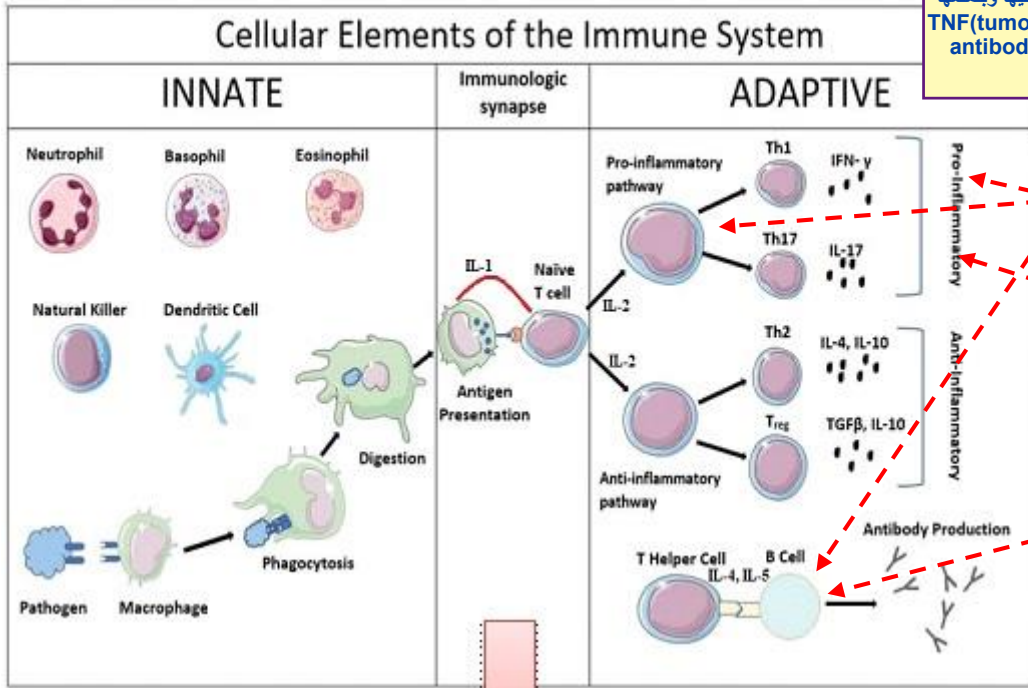 TNF(tumo
antibod
Cellular Elements of the Immune System
INNATE
Immunologic
synapse
ADAPTIVE
Neutrophil
Basophil
Eosinophil
Natural Killer
Dendritic Cell
Pathogen
Macrophage
Phagocytosis
Digestion
IL-1
Naïve
T cell
Antigen
Presentation
IL-2
IL-2
Pro-inflammatory
pathway
Th1
IFN- γ
Th17
IL-17
Pro-Inflammatory
Th2
IL-4, IL-10
Treg
TGFβ, IL-10
Anti-Inflammatory
Anti-inflammatory
pathway
T Helper Cell
B Cell
IL-4, IL-5
Antibody Production